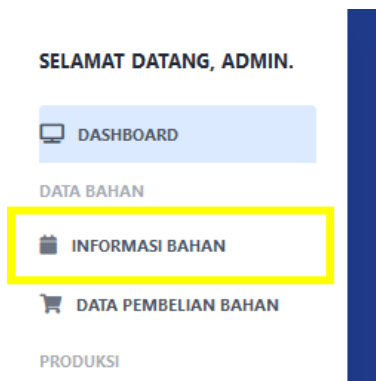 SELAMAT DATANG, ADMIN.
DASHBOARD
DATA BAHAN
INFORMASI BAHAN
DATA PEMBELIAN BAHAN
PRODUKSI